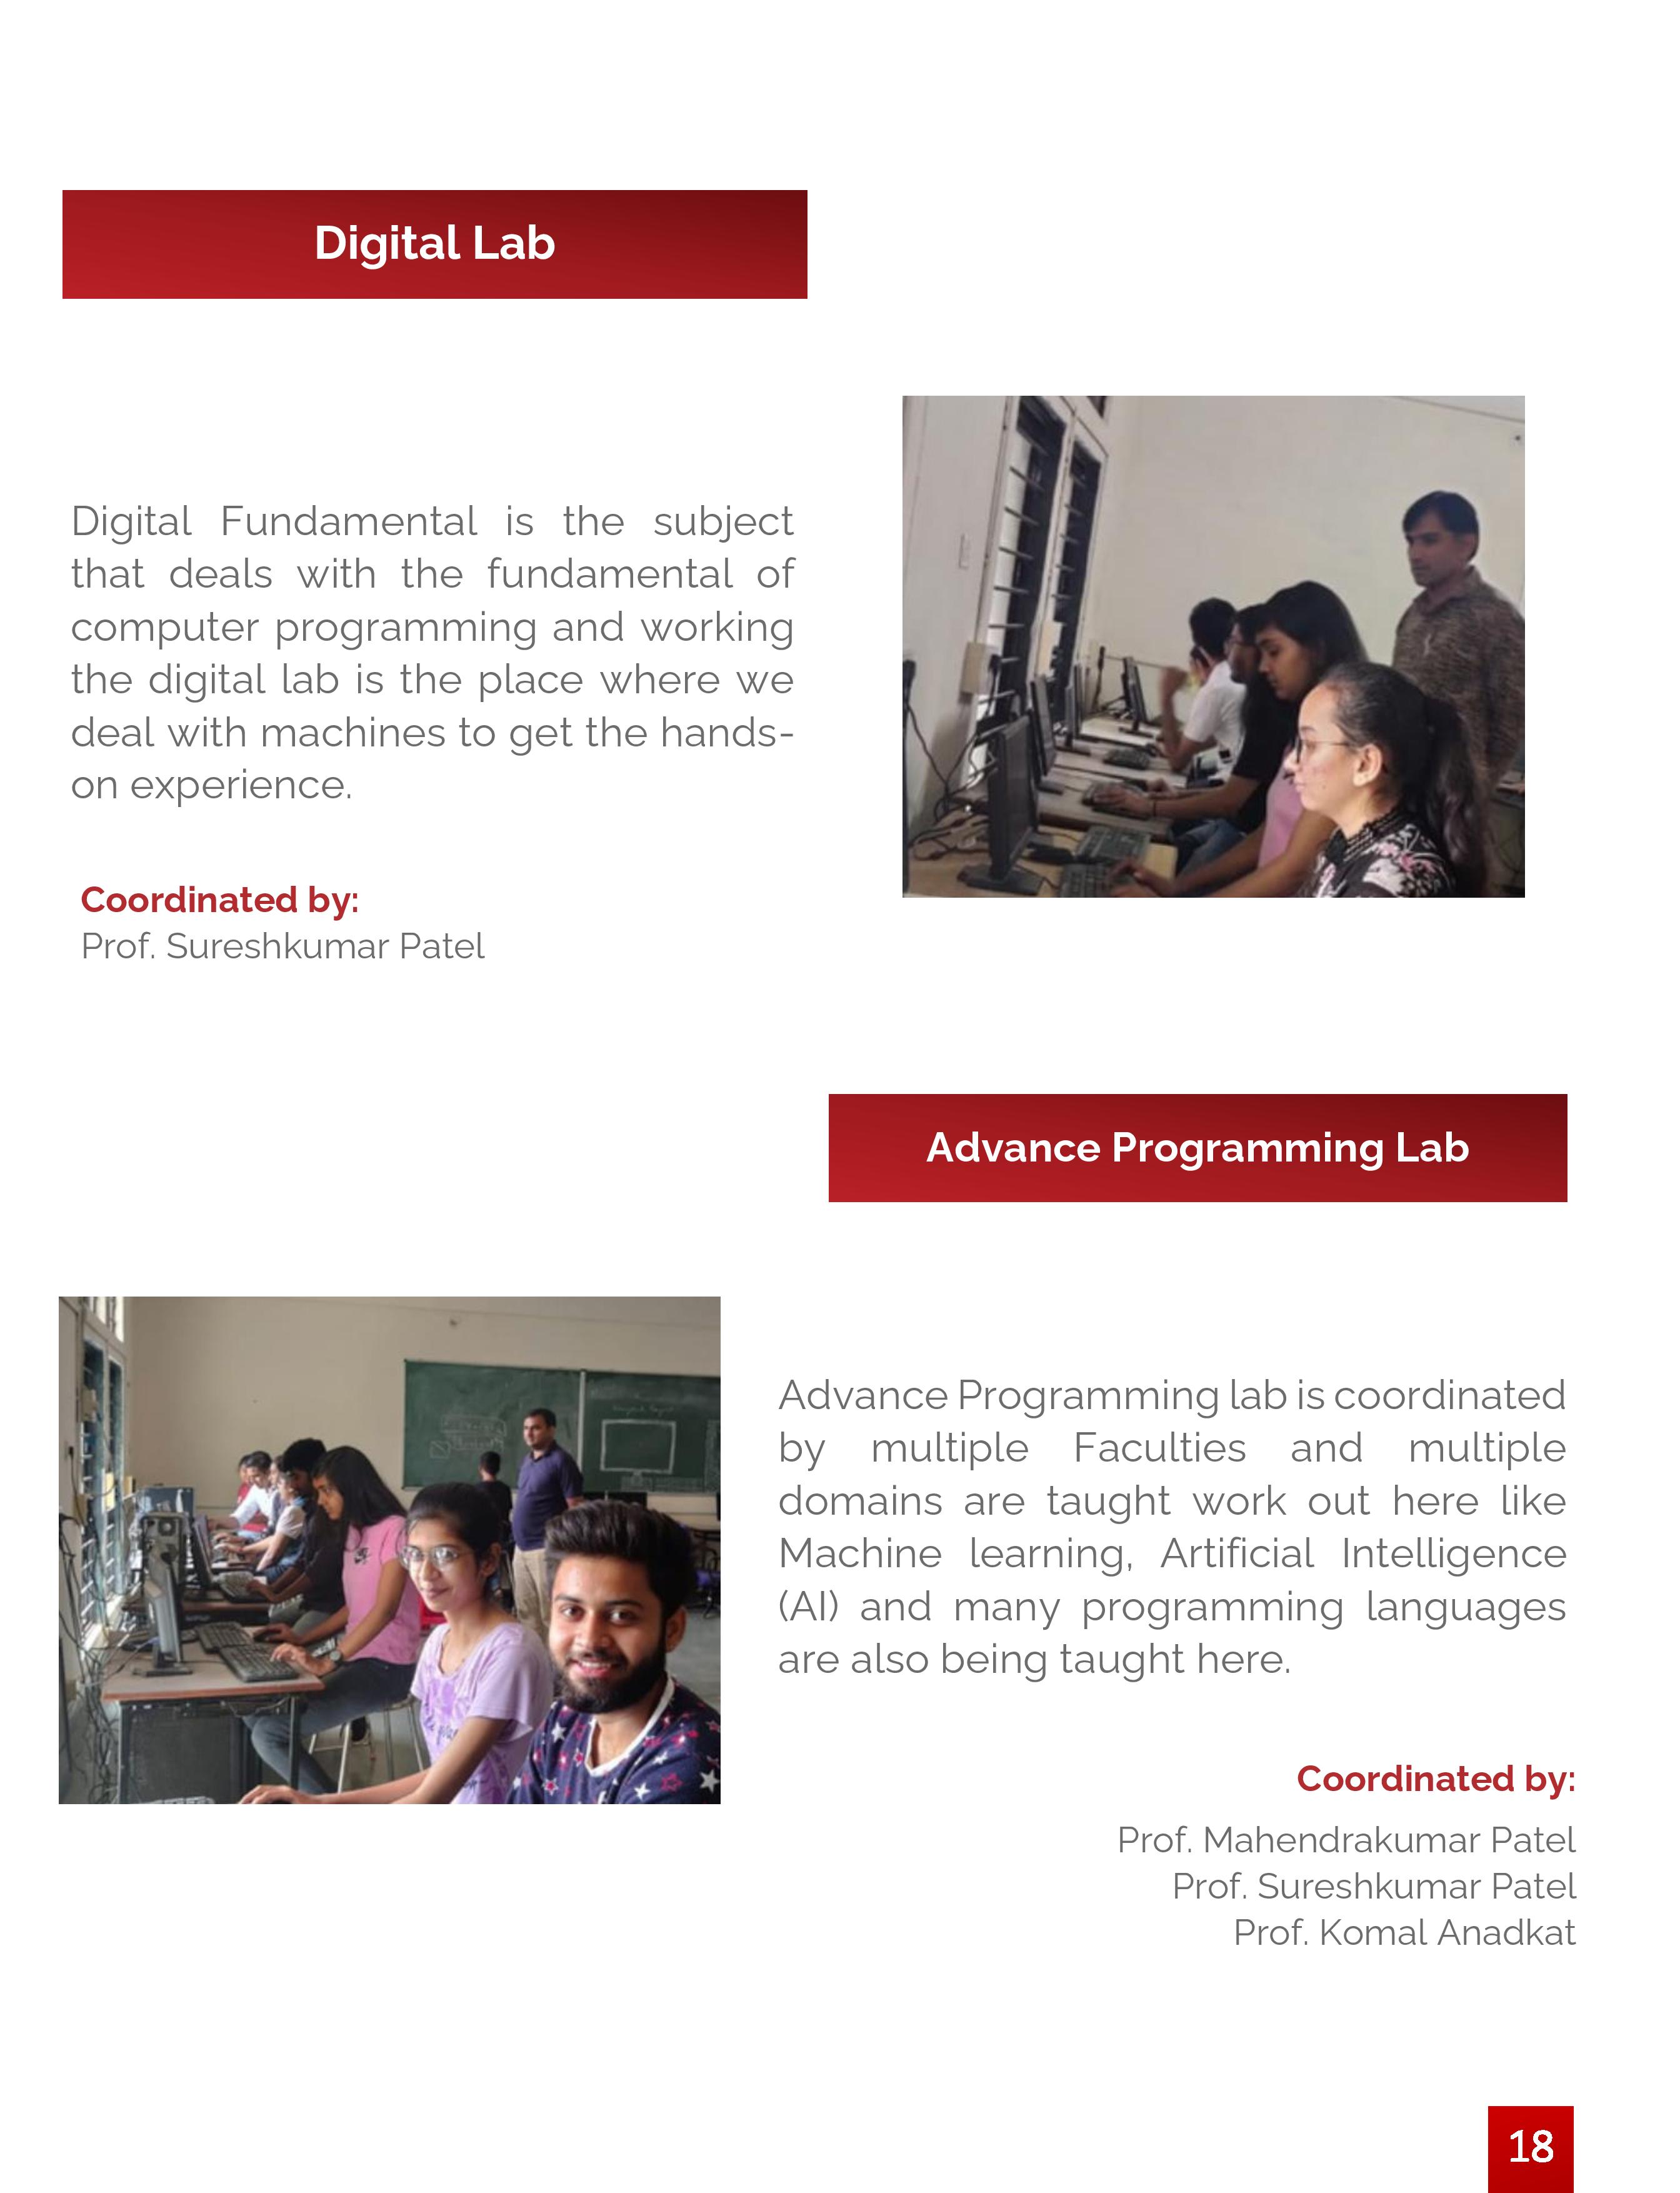 Digital Lab
Digital Fundamental is the subject
that deals with the fundamental of
computer programming and working
the digital lab is the place where we
deal with machines to get the hands-
on experience.
Coordinated by:
Prof. Sureshkumar Patel
Advance Programming Lab
Advance Programming lab is coordinated
by multiple Faculties and multiple
domains are taught work out here like
Machine learning, Artificial Intelligence
(AI) and many programming languages
are also being taught here.
Coordinated by:
Prof. Mahendrakumar Patel
Prof. Sureshkumar Patel
Prof. Komal Anadkat
18